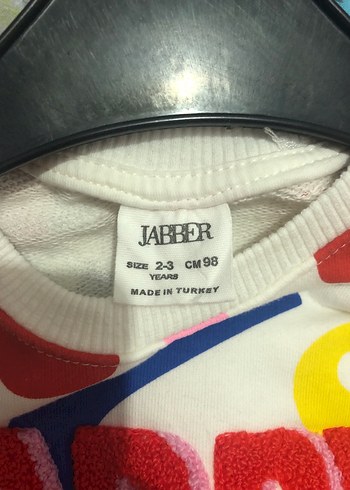 JABBER
SIZE 2-3 CM 98
YEARS
MADE IN TURKEY